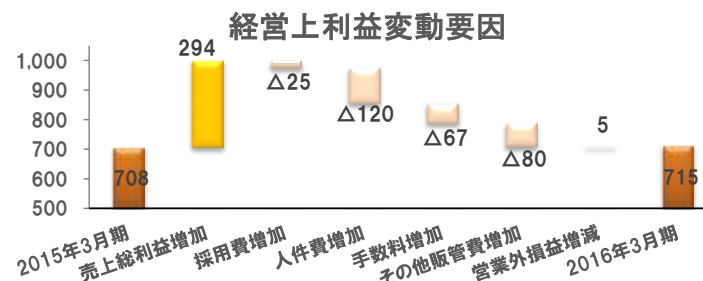 経営上利益変動要因
1,000
900
800
700
600
500
708
294
△25
△120
△67
△80
5
715
2015年3月期
売上総利益増加
採用費増加
人件費増加
手数料増加
その他販管費増加
営業外損益増減
2016年3月期